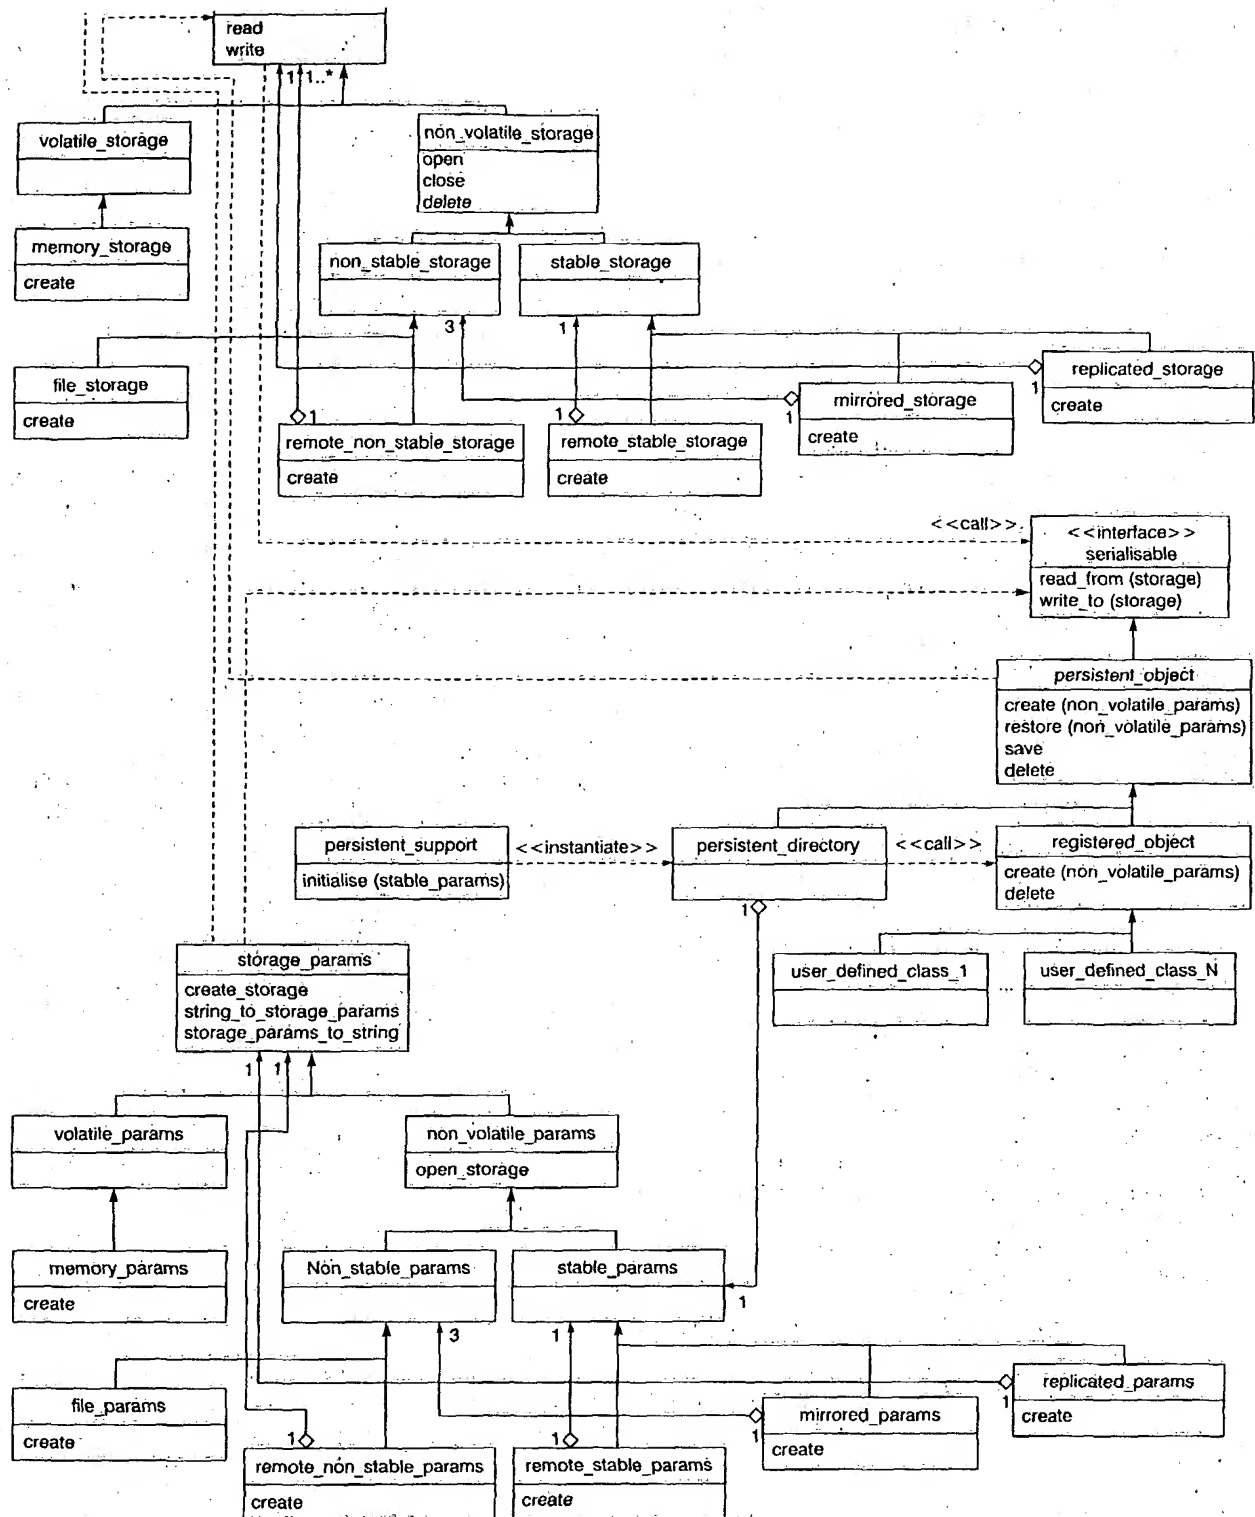 read
write
1 1..*
volatile_storage
non_volatile_storage
open
close
delete
memory_storage
create
non_stable_storage
stable_storage
3
1
file_storage
create
replicated_storage
1
create
mirrored_storage
1
create
1
remote_non_stable_storage
create
1
remote_stable_storage
create
<<call>>
<<interface>>
serialisable
read_from (storage)
write_to (storage)
persistent_object
create (non_volatile_params)
restore (non_volatile_params)
save
delete
persistent_support
initialise (stable_params)
<<instantiate>>
persistent_directory
<<call>>
registered_object
create (non_volatile_params)
delete
1
user_defined_class_1
...
user_defined_class_N
storage_params
create_storage
string_to_storage_params
storage_params_to_string
1 1
volatile_params
non_volatile_params
open_storage
memory_params
create
Non_stable_params
stable_params
1
3
1
file_params
create
replicated_params
1
create
mirrored_params
1
create
1
remote_non_stable_params
create
1
remote_stable_params
create